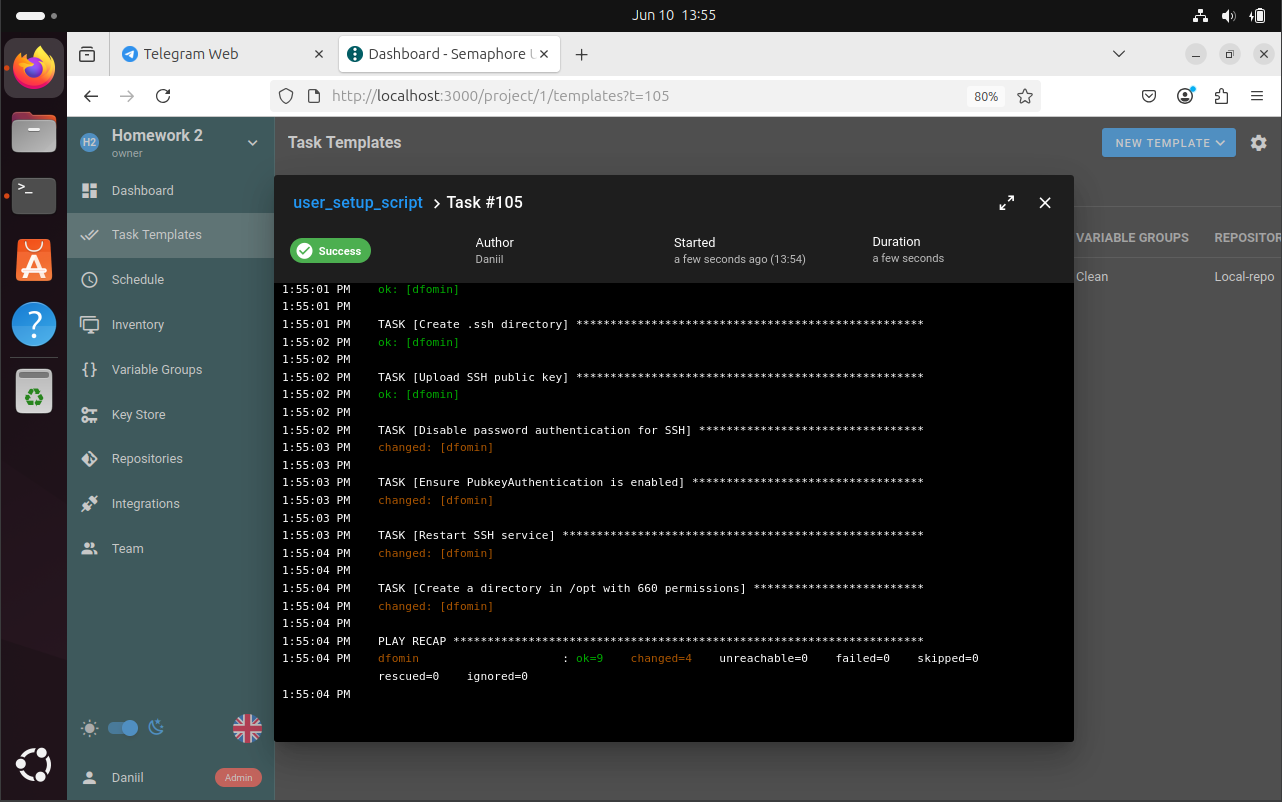 Jun 10 13:55
Telegram Web
Dashboard - Semaphore U
http://localhost:3000/project/1/templates?t=105
80%
H2
Homework 2
owner
Task Templates
NEW TEMPLATE
Dashboard
Task Templates
Schedule
Inventory
Variable Groups
Key Store
Repositories
Integrations
Team
Daniil
Admin
VARIABLE GROUPS
REPOSITOR
Clean
Local-repo
user_setup_script > Task #105
Success
Author
Daniil
Started
a few seconds ago (13:54)
Duration
a few seconds
1:55:01 PM ok: [dfomin]
1:55:01 PM
1:55:01 PM TASK [Create .ssh directory] ***************************************************
1:55:02 PM ok: [dfomin]
1:55:02 PM
1:55:02 PM TASK [Upload SSH public key] ***************************************************
1:55:02 PM ok: [dfomin]
1:55:02 PM
1:55:02 PM TASK [Disable password authentication for SSH] *********************************
1:55:03 PM changed: [dfomin]
1:55:03 PM
1:55:03 PM TASK [Ensure PubkeyAuthentication is enabled] **********************************
1:55:03 PM changed: [dfomin]
1:55:03 PM
1:55:03 PM TASK [Restart SSH service] *****************************************************
1:55:04 PM changed: [dfomin]
1:55:04 PM
1:55:04 PM TASK [Create a directory in /opt with 660 permissions] *************************
1:55:04 PM changed: [dfomin]
1:55:04 PM
1:55:04 PM PLAY RECAP *********************************************************************
1:55:04 PM dfomin : ok=9 changed=4 unreachable=0 failed=0 skipped=0
rescued=0 ignored=0
1:55:04 PM